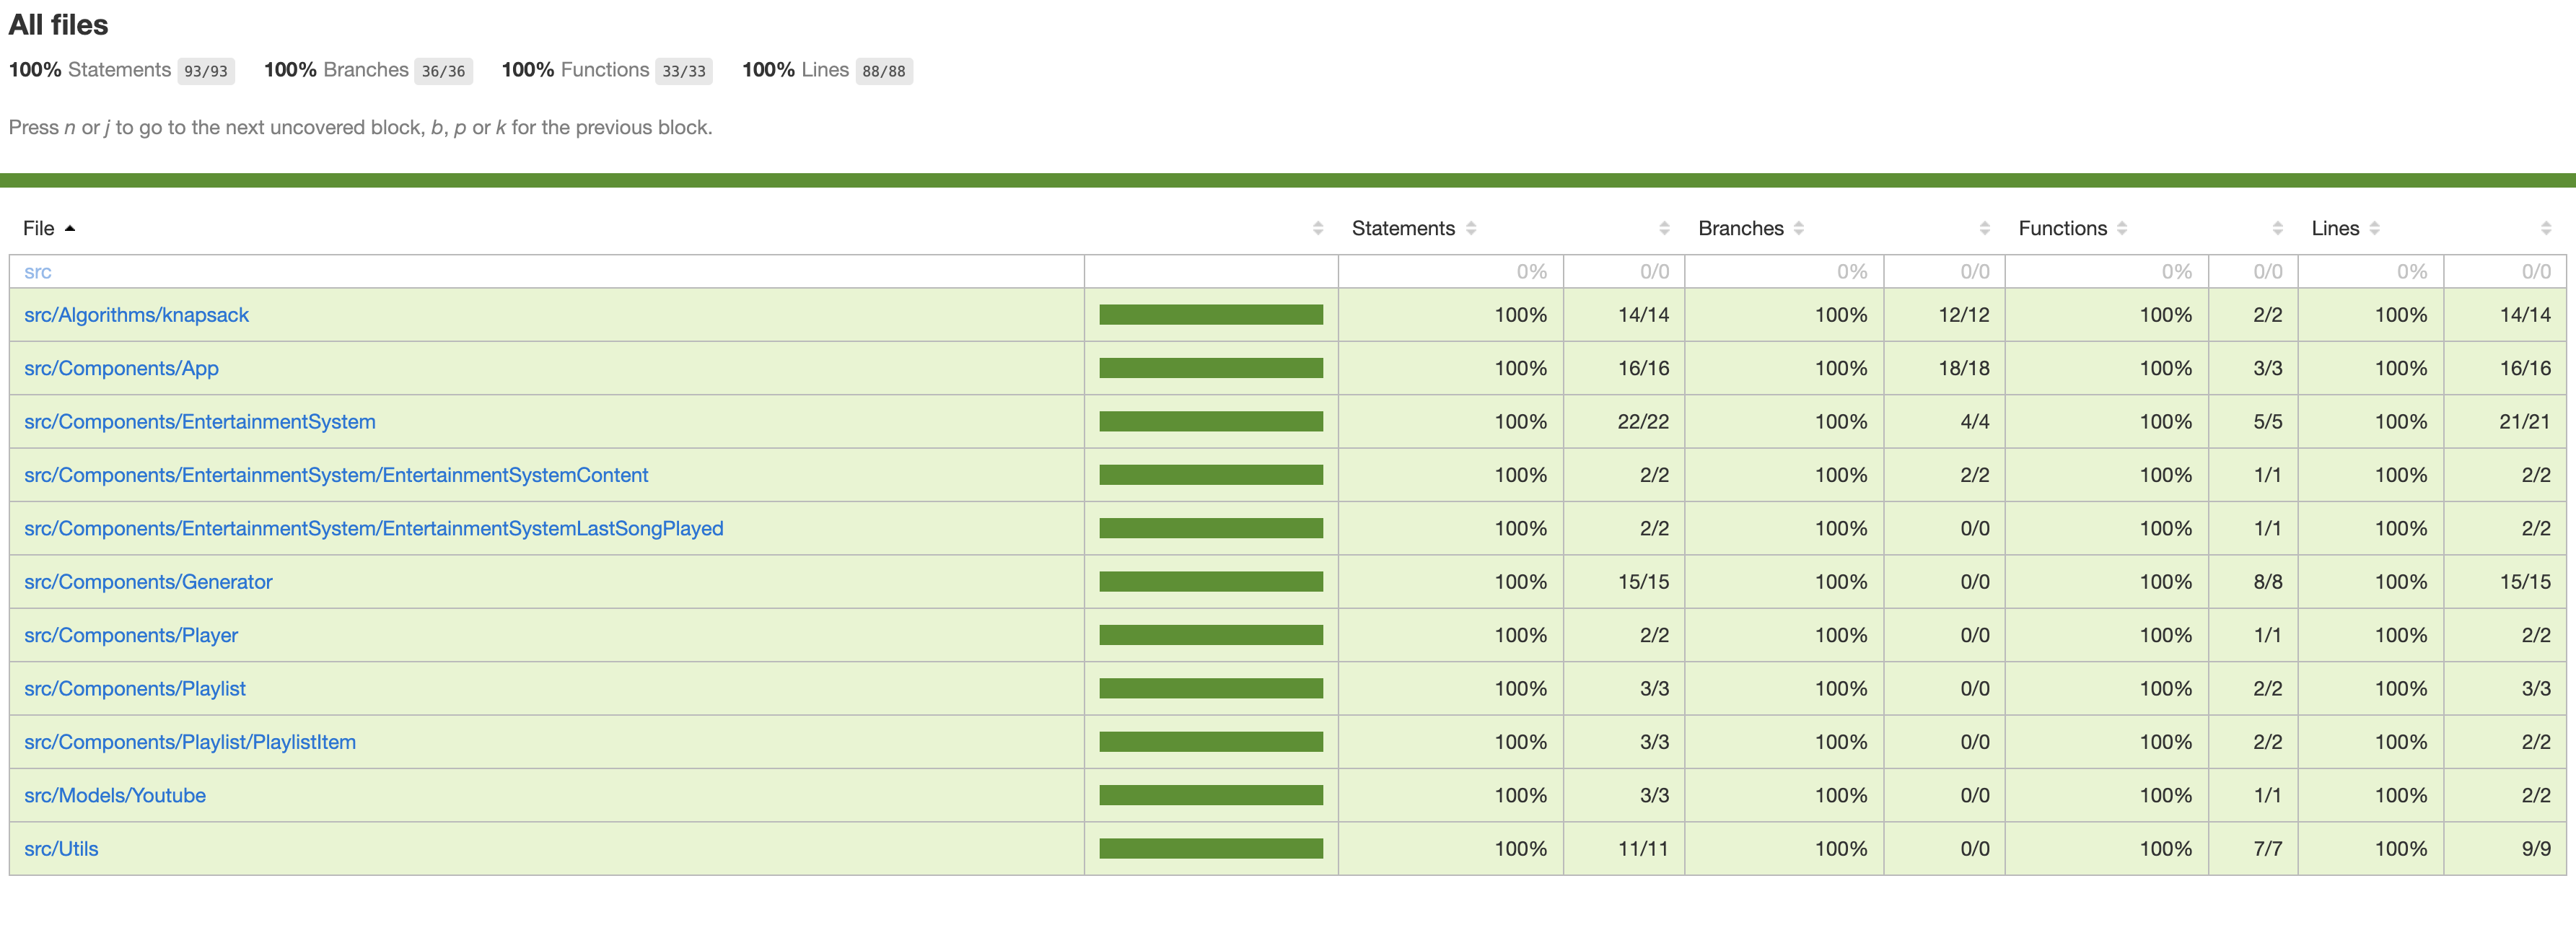 All files
100% Statements 93/93 100% Branches 36/36 100% Functions 33/33 100% Lines 88/88
Press n or j to go to the next uncovered block, b, p or k for the previous block.
File Statements Branches Functions Lines
src 0% 0/0 0% 0/0 0% 0/0 0% 0/0
src/Algorithms/knapsack 100% 14/14 100% 12/12 100% 2/2 100% 14/14
src/Components/App 100% 16/16 100% 18/18 100% 3/3 100% 16/16
src/Components/EntertainmentSystem 100% 22/22 100% 4/4 100% 5/5 100% 21/21
src/Components/EntertainmentSystem/EntertainmentSystemContent 100% 2/2 100% 2/2 100% 1/1 100% 2/2
src/Components/EntertainmentSystem/EntertainmentSystemLastSongPlayed 100% 2/2 100% 0/0 100% 1/1 100% 2/2
src/Components/Generator 100% 15/15 100% 0/0 100% 8/8 100% 15/15
src/Components/Player 100% 2/2 100% 0/0 100% 1/1 100% 2/2
src/Components/Playlist 100% 3/3 100% 0/0 100% 2/2 100% 3/3
src/Components/Playlist/PlaylistItem 100% 3/3 100% 0/0 100% 2/2 100% 2/2
src/Models/Youtube 100% 3/3 100% 0/0 100% 1/1 100% 2/2
src/Utils 100% 11/11 100% 0/0 100% 7/7 100% 9/9